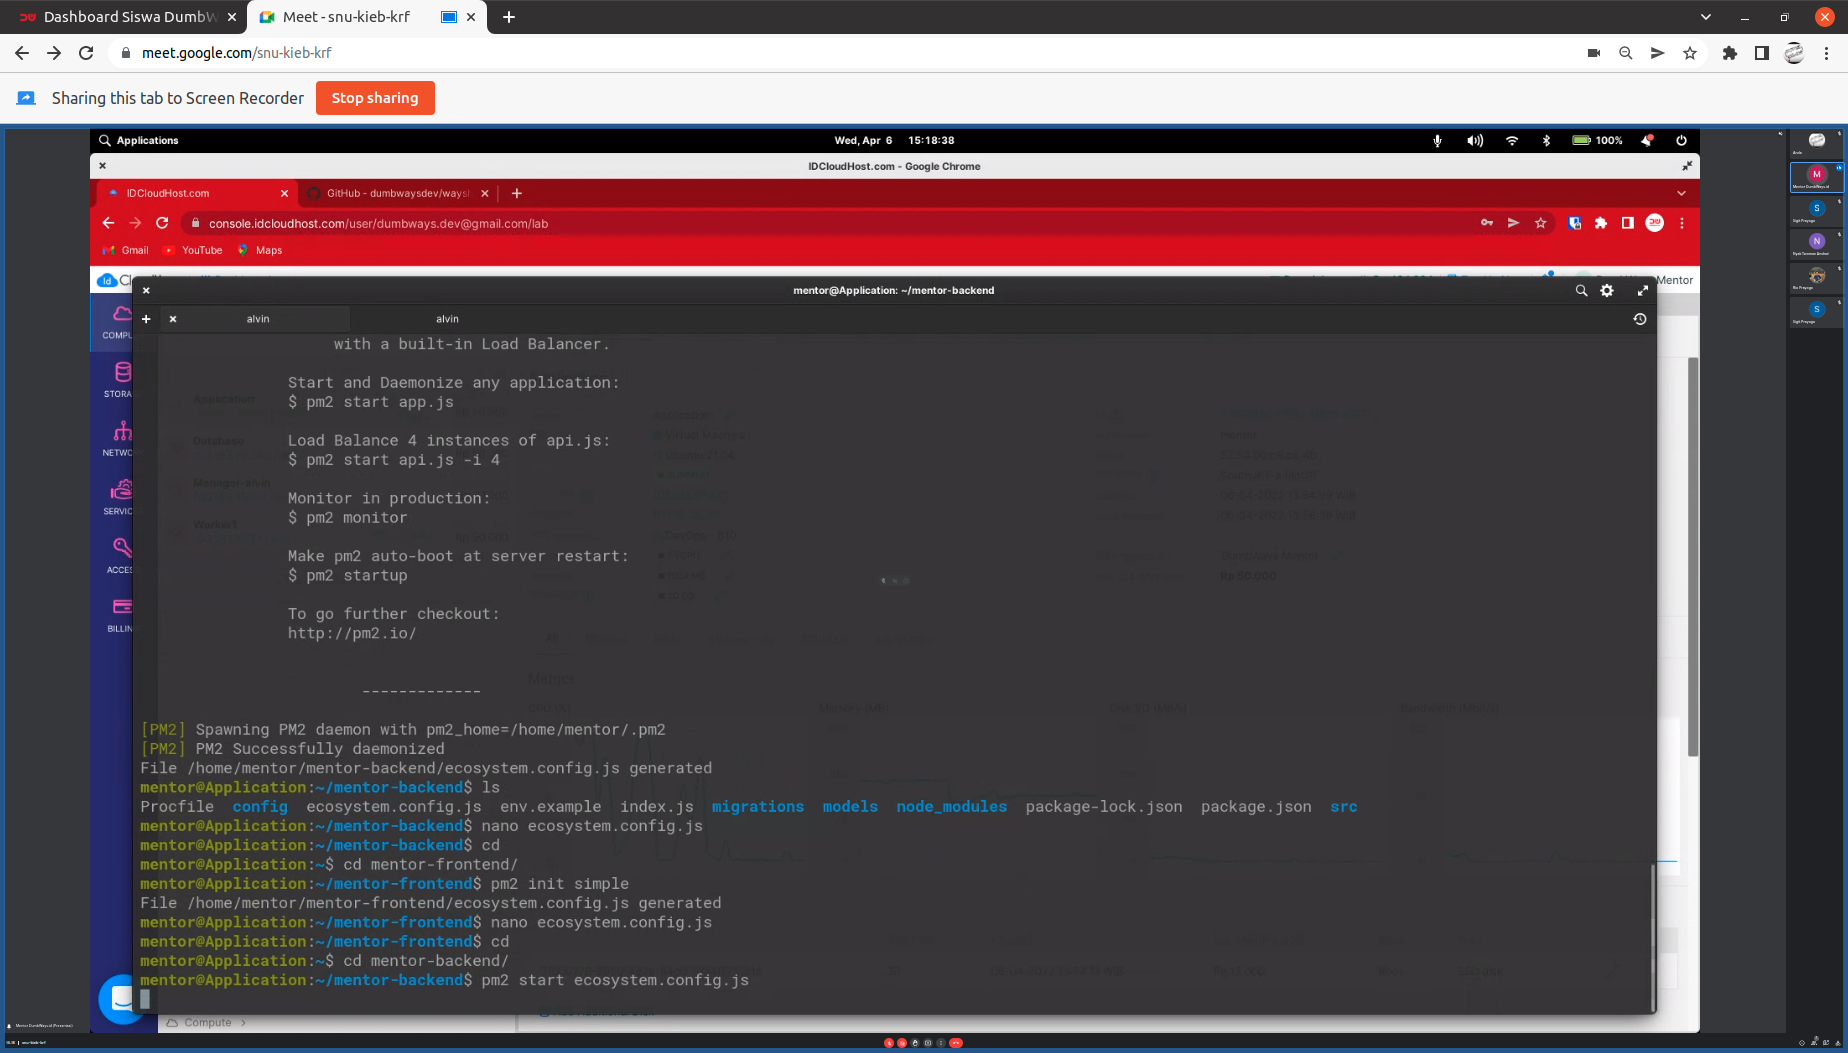 Dashboard Siswa DumbW
Meet - snu-kieb-krf
meet.google.com/snu-kieb-krf
Sharing this tab to Screen Recorder
Stop sharing
Applications
Wed, Apr 6 15:18:38
100%
IDCloudHost.com - Google Chrome
IDCloudHost.com
GitHub - dumbwaysdev/waysh
console.idcloudhost.com/user/dumbways.dev@gmail.com/lab
Gmail
YouTube
Maps
Mentor
mentor@Application: ~/mentor-backend
alvin
alvin
COMPU
STORA
NETWO
SERVIC
ACCES
BILLIN
with a built-in Load Balancer.
Start and Daemonize any application:
$ pm2 start app.js
Load Balance 4 instances of api.js:
$ pm2 start api.js -i 4
Monitor in production:
$ pm2 monitor
Make pm2 auto-boot at server restart:
$ pm2 startup
To go further checkout:
http://pm2.io/
-------------
[PM2] Spawning PM2 daemon with pm2_home=/home/mentor/.pm2
[PM2] PM2 Successfully daemonized
File /home/mentor/mentor-backend/ecosystem.config.js generated
mentor@Application:~/mentor-backend$ ls
Procfile config ecosystem.config.js env.example index.js migrations models node_modules package-lock.json package.json src
mentor@Application:~/mentor-backend$ nano ecosystem.config.js
mentor@Application:~/mentor-backend$ cd
mentor@Application:~$ cd mentor-frontend/
mentor@Application:~/mentor-frontend$ pm2 init simple
File /home/mentor/mentor-frontend/ecosystem.config.js generated
mentor@Application:~/mentor-frontend$ nano ecosystem.config.js
mentor@Application:~/mentor-frontend$ cd
mentor@Application:~$ cd mentor-backend/
mentor@Application:~/mentor-backend$ pm2 start ecosystem.config.js
Compute